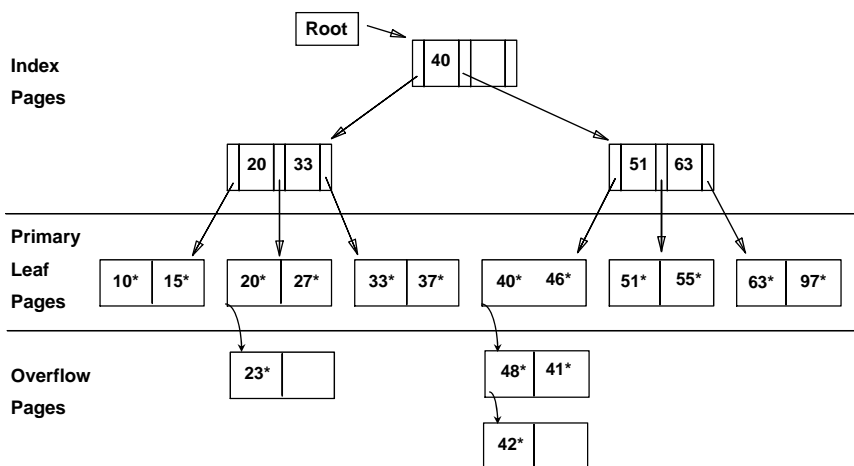 Root
Index
Pages
40
20 33
51 63
Primary
Leaf
Pages
10* 15*
20* 27*
33* 37*
40* 46*
51* 55*
63* 97*
Overflow
Pages
23*
48* 41*
42*